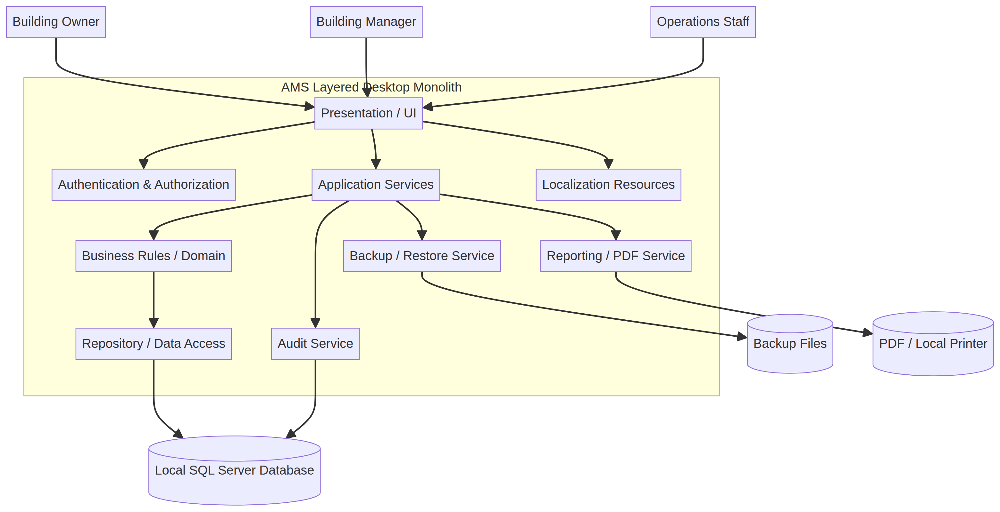 Building Owner
Building Manager
Operations Staff
AMS Layered Desktop Monolith
Presentation / UI
Authentication & Authorization
Application Services
Localization Resources
Business Rules / Domain
Backup / Restore Service
Reporting / PDF Service
Repository / Data Access
Audit Service
Backup Files
PDF / Local Printer
Local SQL Server Database